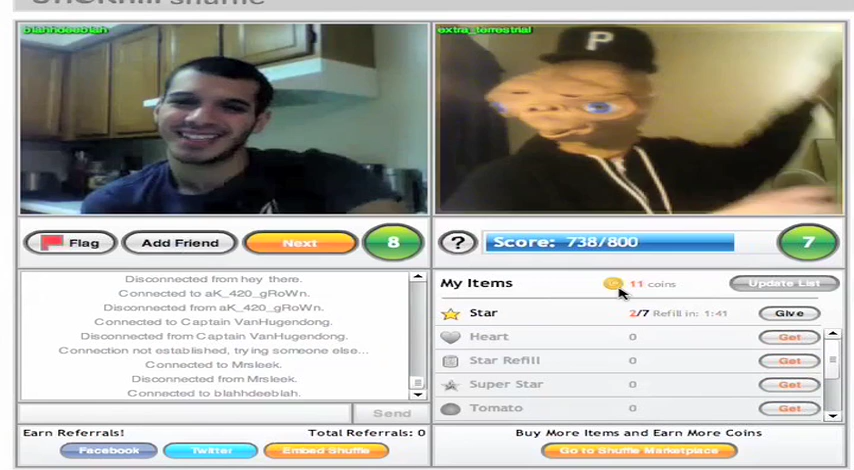 blahhdeeblah
extra_terrestrial
P
Flag
Add Friend
Next
8
?
Score: 738/800
7
Disconnected from hey there.
Connected to aK_420_gRoWn.
Disconnected from aK_420_gRoWn.
Connected to Captain VanHugendong.
Disconnected from Captain VanHugendong.
Connection not established, trying someone else...
Connected to Mrsleek.
Disconnected from Mrsleek.
Connected to blahhdeeblah.
Send
Earn Referrals!
Total Referrals: 0
Facebook
Twitter
Embed Shuffle
My Items
11 coins
Update List
Star
2/7 Refill in: 1:41
Give
Heart
0
Get
Star Refill
0
Get
Super Star
0
Get
Tomato
0
Get
Buy More Items and Earn More Coins
Go to Shuffle Marketplace